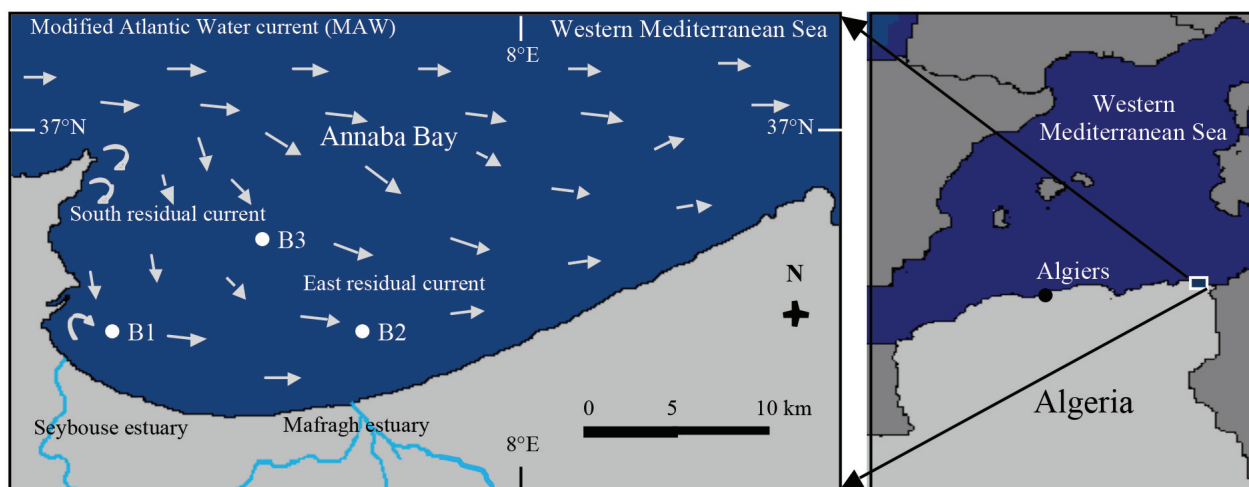 Modified Atlantic Water current (MAW)
Western Mediterranean Sea
8°E
37°N
37°N
Annaba Bay
South residual current
B3
East residual current
N
B1
B2
0 5 10 km
Seybouse estuary
Mafragh estuary
8°E
Western
Mediterranean Sea
Algiers
Algeria